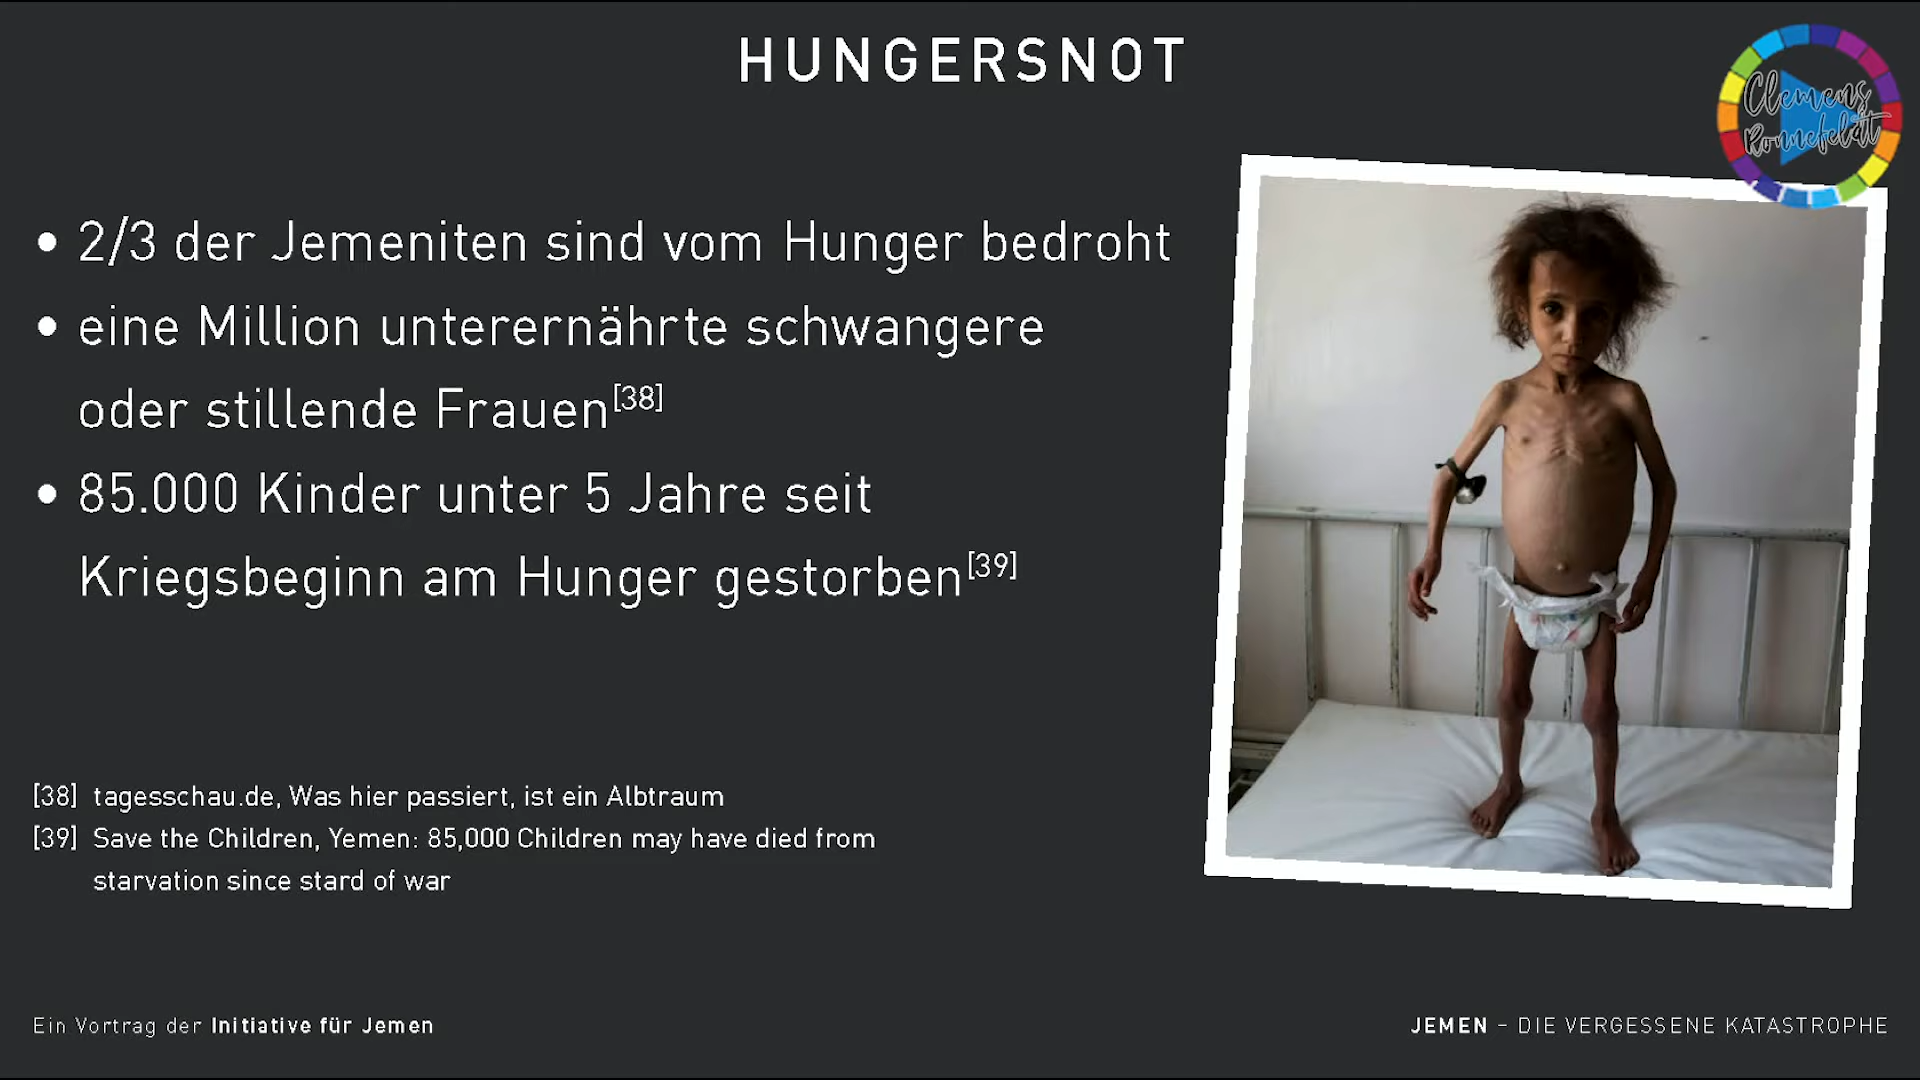 HUNGERSNOT
Clemens
Ronnefeldt
• 2/3 der Jemeniten sind vom Hunger bedroht
• eine Million unterernährte schwangere
oder stillende Frauen[38]
• 85.000 Kinder unter 5 Jahre seit
Kriegsbeginn am Hunger gestorben[39]
[38] tagesschau.de, Was hier passiert, ist ein Albtraum
[39] Save the Children, Yemen: 85,000 Children may have died from
starvation since stard of war
Ein Vortrag der Initiative für Jemen
JEMEN – DIE VERGESSENE KATASTROPHE